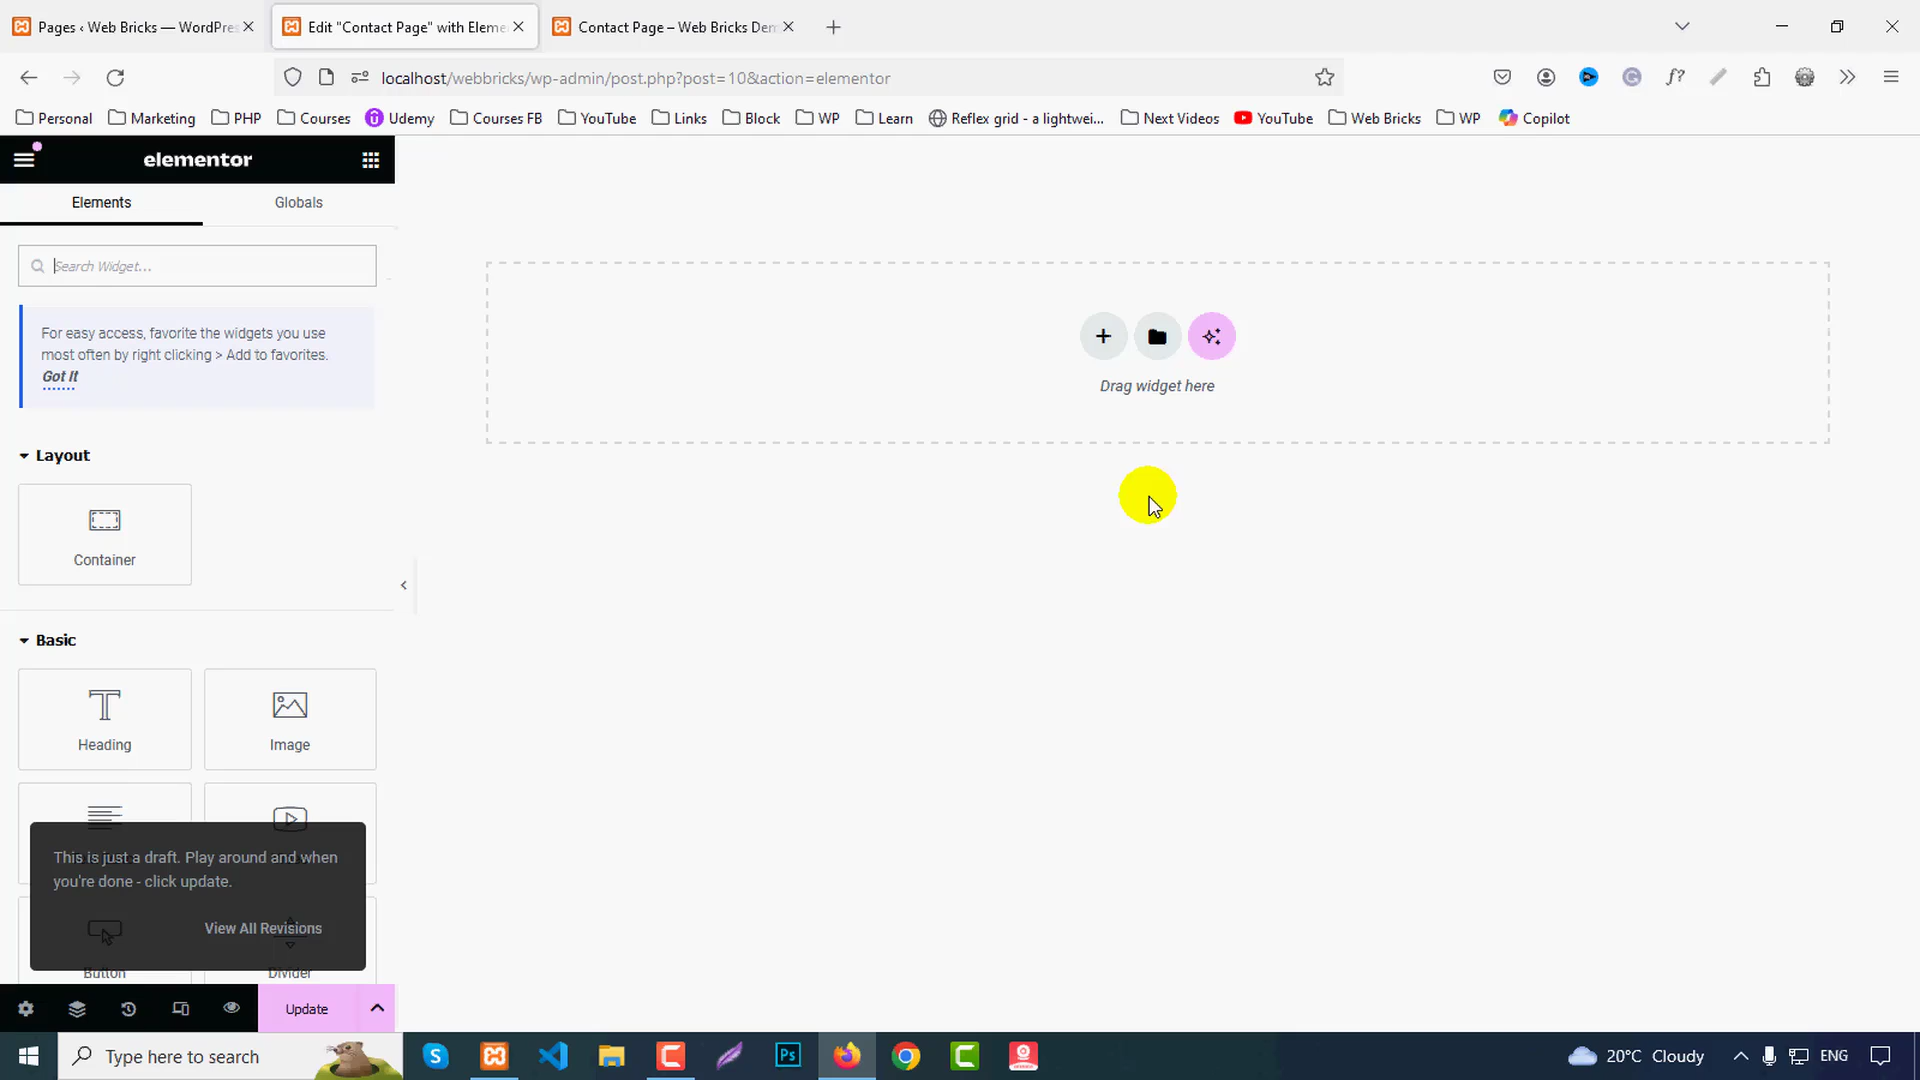 Pages ‹ Web Bricks — WordPres
Edit "Contact Page" with Eleme
Contact Page – Web Bricks Dem
localhost/webbricks/wp-admin/post.php?post=10&action=elementor
Personal
Marketing
PHP
Courses
Udemy
Courses FB
YouTube
Links
Block
WP
Learn
Reflex grid - a lightwei...
Next Videos
YouTube
Web Bricks
WP
Copilot
elementor
Elements
Globals
Search Widget...
For easy access, favorite the widgets you use
most often by right clicking > Add to favorites.
Got It
Drag widget here
Layout
Container
Basic
Heading
Image
This is just a draft. Play around and when
you're done - click update.
View All Revisions
Button
Divider
Update
Type here to search
20°C Cloudy
ENG